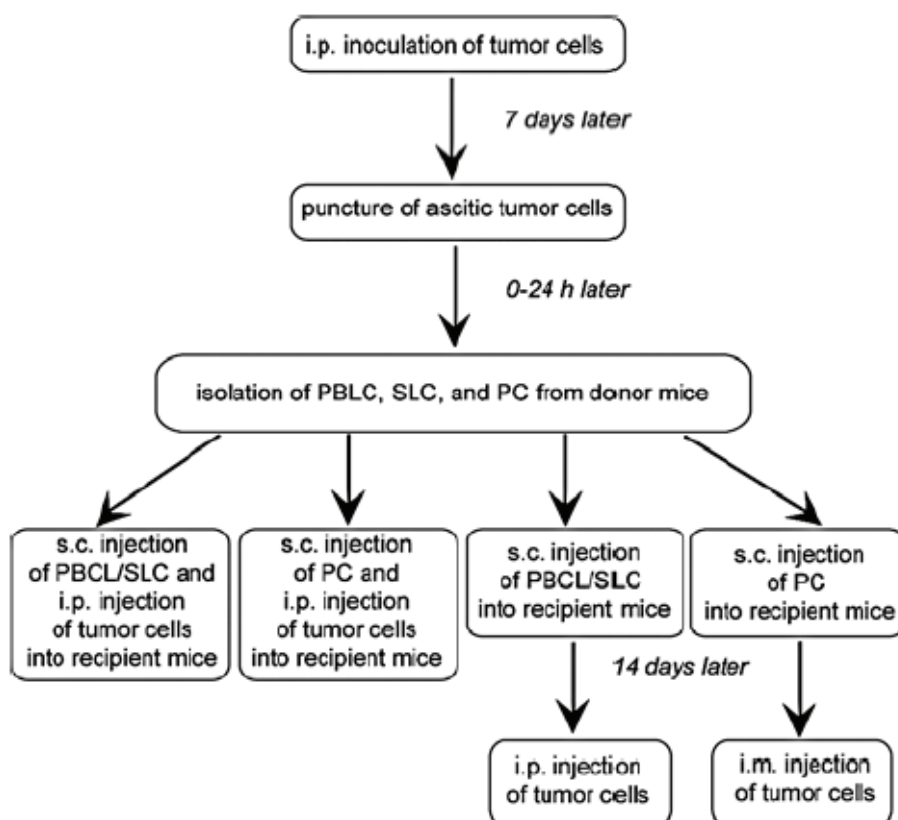 i.p. inoculation of tumor cells
7 days later
puncture of ascitic tumor cells
0-24 h later
isolation of PBLC, SLC, and PC from donor mice
s.c. injection
of PBCL/SLC and
i.p. injection
of tumor cells
into recipient mice
s.c. injection
of PC and
i.p. injection
of tumor cells
into recipient mice
s.c. injection
of PBCL/SLC
into recipient mice
s.c. injection
of PC
into recipient mice
14 days later
i.p. injection
of tumor cells
i.m. injection
of tumor cells